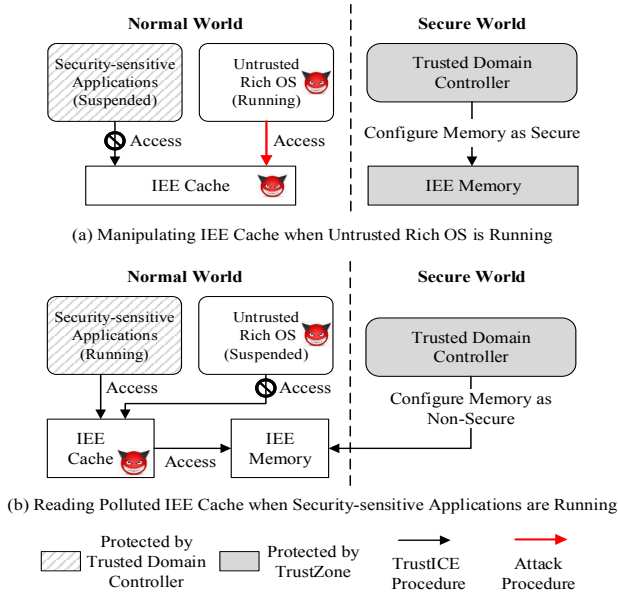 Normal World
Secure World
Security-sensitive
Applications
(Suspended)
Untrusted
Rich OS
(Running)
Trusted Domain
Controller
Access
Access
Configure Memory as Secure
IEE Cache
IEE Memory
(a) Manipulating IEE Cache when Untrusted Rich OS is Running
Normal World
Secure World
Security-sensitive
Applications
(Running)
Untrusted
Rich OS
(Suspended)
Trusted Domain
Controller
Access
Access
Configure Memory as
Non-Secure
IEE
Cache
Access
IEE
Memory
(b) Reading Polluted IEE Cache when Security-sensitive Applications are Running
Protected by
Trusted Domain
Controller
Protected by
TrustZone
TrustICE
Procedure
Attack
Procedure